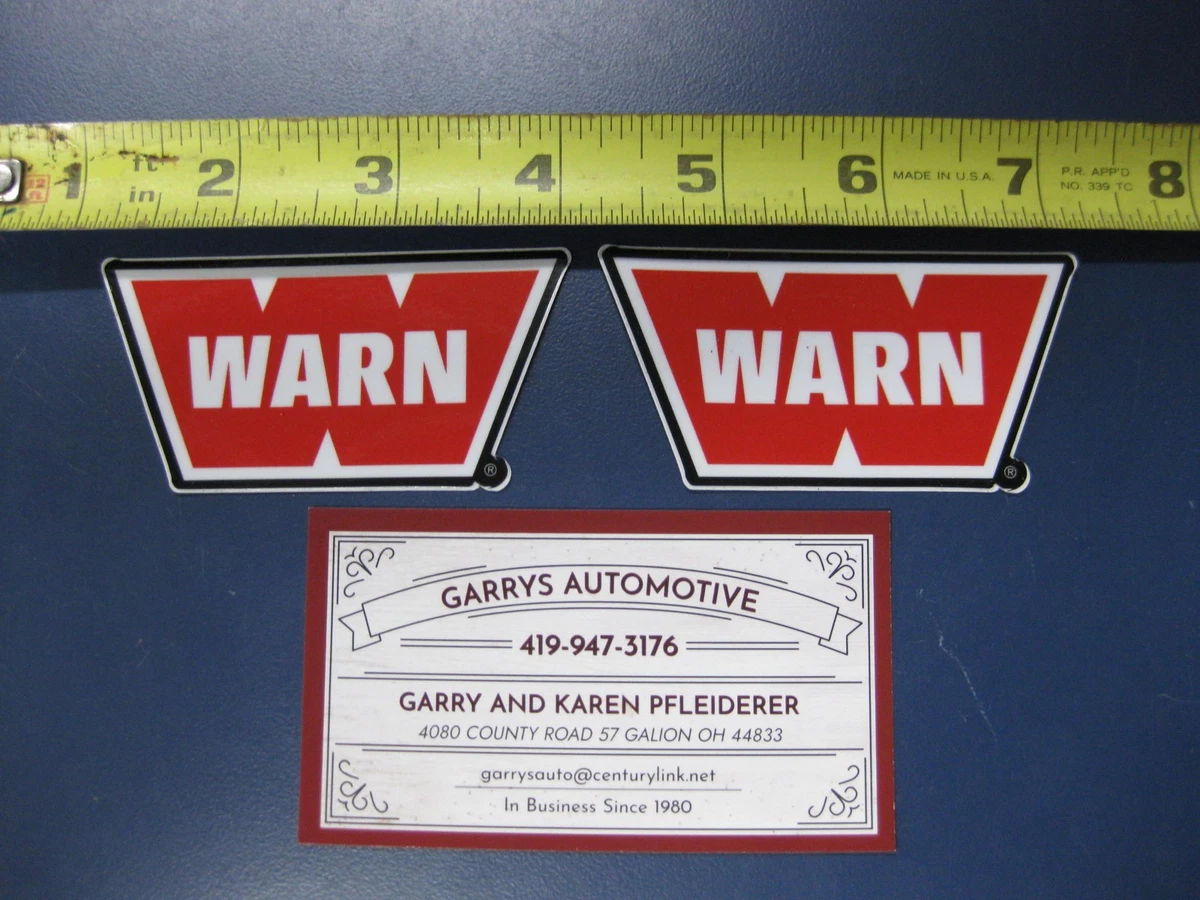 1 ft in 2 3 4 5 6 MADE IN U.S.A. 7 P.R. APP'D NO. 339 TC 8
WARN ®
WARN ®
GARRYS AUTOMOTIVE
419-947-3176
GARRY AND KAREN PFLEIDERER
4080 COUNTY ROAD 57 GALION OH 44833
garrysauto@centurylink.net
In Business Since 1980